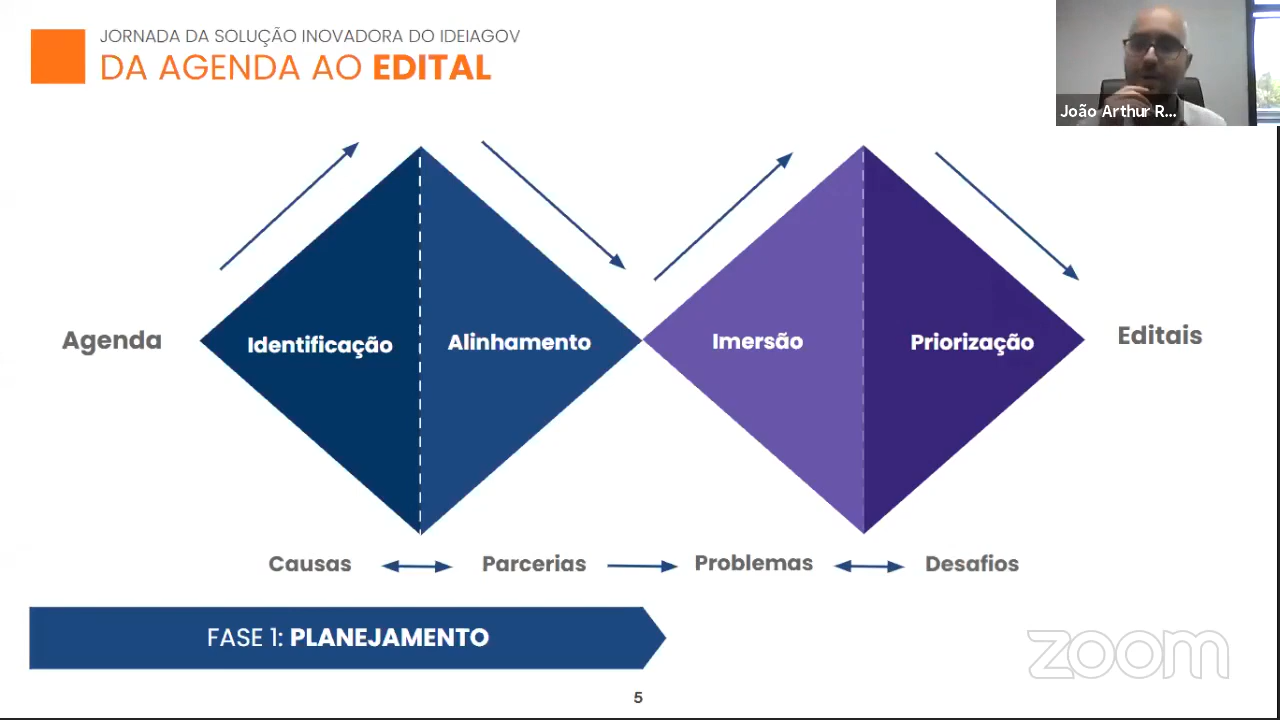 JORNADA DA SOLUÇÃO INOVADORA DO IDEIAGOV
DA AGENDA AO EDITAL
João Arthur R...
Agenda
Identificação
Alinhamento
Imersão
Priorização
Editais
Causas
Parcerias
Problemas
Desafios
FASE 1: PLANEJAMENTO
zoom
5